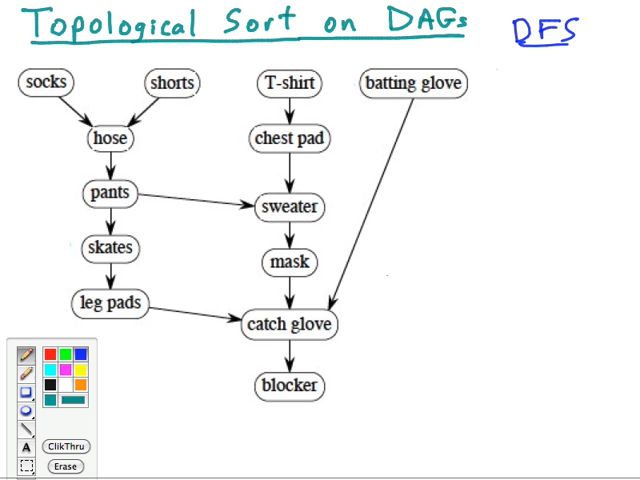 Topological Sort on DAGs
DFS
socks
shorts
T-shirt
batting glove
hose
chest pad
pants
sweater
skates
mask
leg pads
catch glove
blocker
A
ClikThru
Erase